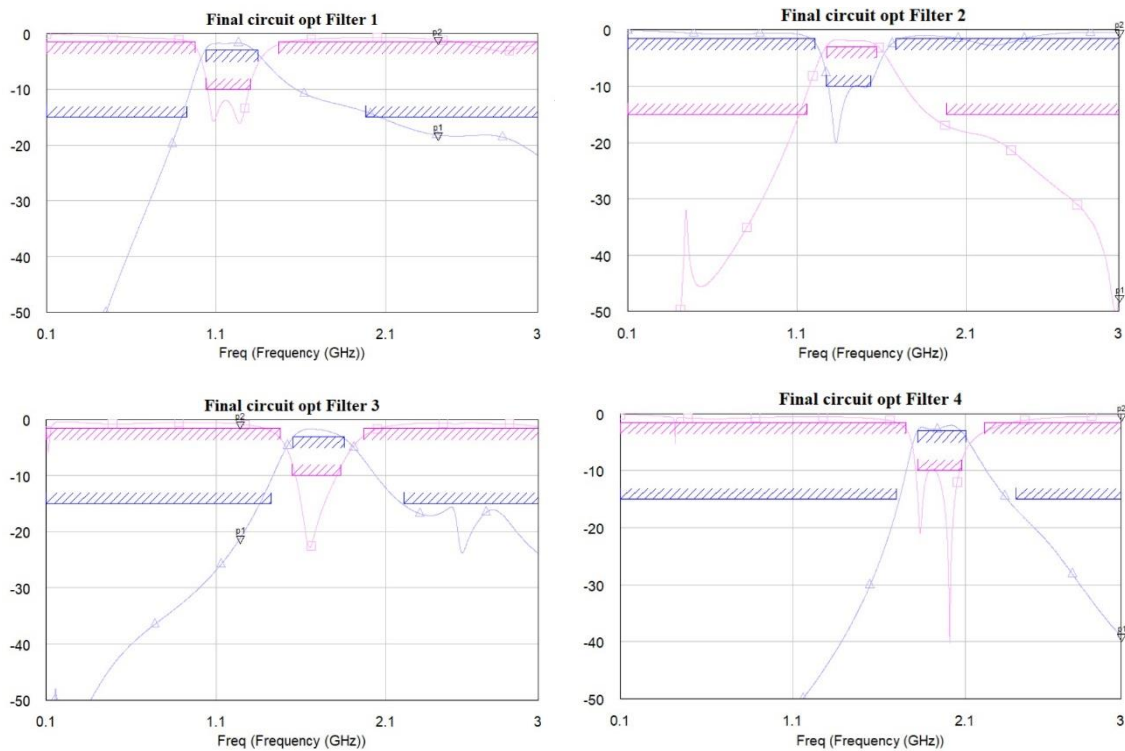 Final circuit opt Filter 1
0
-10
-20
-30
-40
-50
p2
p1
0.1
1.1
2.1
3
Freq (Frequency (GHz))
Final circuit opt Filter 2
0
-10
-20
-30
-40
-50
p2
p1
0.1
1.1
2.1
3
Freq (Frequency (GHz))
Final circuit opt Filter 3
0
-10
-20
-30
-40
-50
p2
p1
0.1
1.1
2.1
3
Freq (Frequency (GHz))
Final circuit opt Filter 4
0
-10
-20
-30
-40
-50
p2
p1
0.1
1.1
2.1
3
Freq (Frequency (GHz))